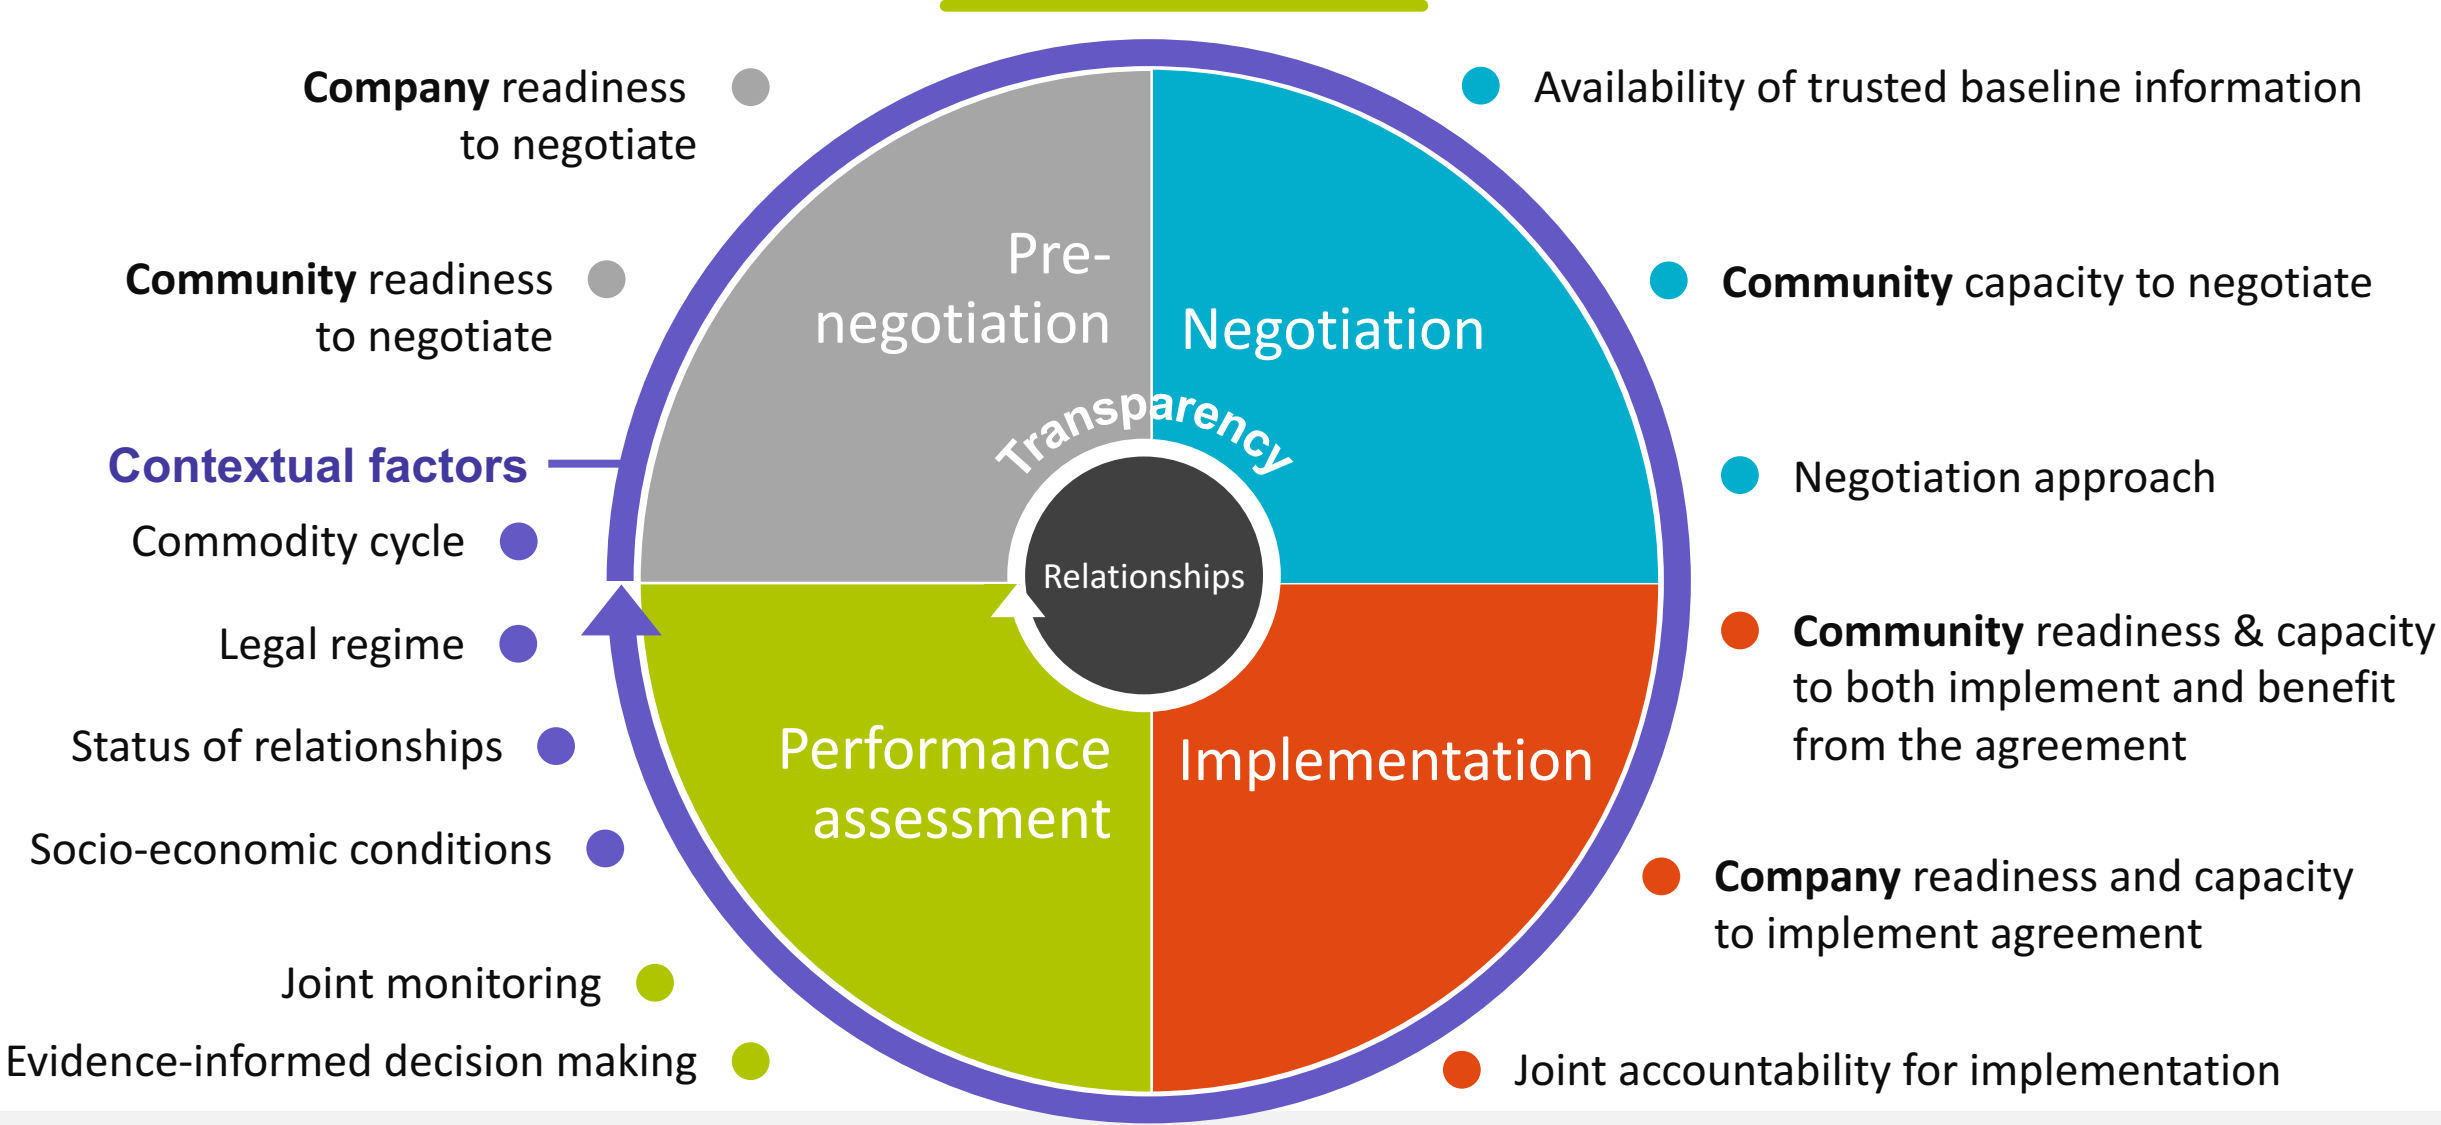 Company readiness
to negotiate
Community readiness
to negotiate
Contextual factors
Commodity cycle
Legal regime
Status of relationships
Socio-economic conditions
Joint monitoring
Evidence-informed decision making
Pre-
negotiation
Negotiation
Transparency
Relationships
Performance
assessment
Implementation
Availability of trusted baseline information
Community capacity to negotiate
Negotiation approach
Community readiness & capacity
to both implement and benefit
from the agreement
Company readiness and capacity
to implement agreement
Joint accountability for implementation